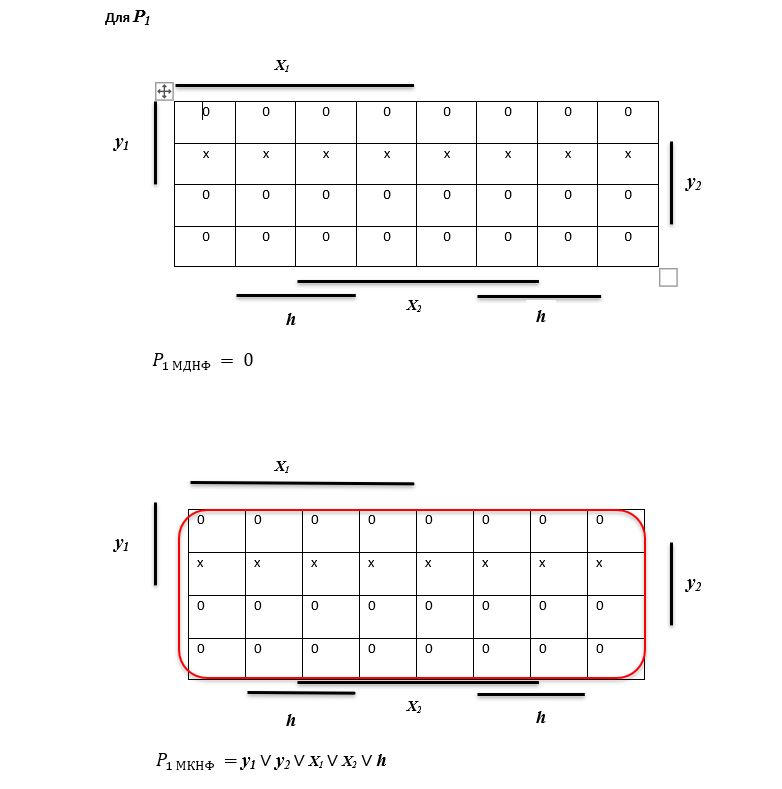 Для P₁
X₁
y₁
0 0 0 0 0 0 0 0
x x x x x x x x
y₂
0 0 0 0 0 0 0 0
0 0 0 0 0 0 0 0
h X₂ h
P₁ МДНФ = 0
X₁
y₁
0 0 0 0 0 0 0 0
x x x x x x x x
y₂
0 0 0 0 0 0 0 0
0 0 0 0 0 0 0 0
h X₂ h
P₁ МКНФ = y₁ ∨ y₂ ∨ X₁ ∨ X₂ ∨ h